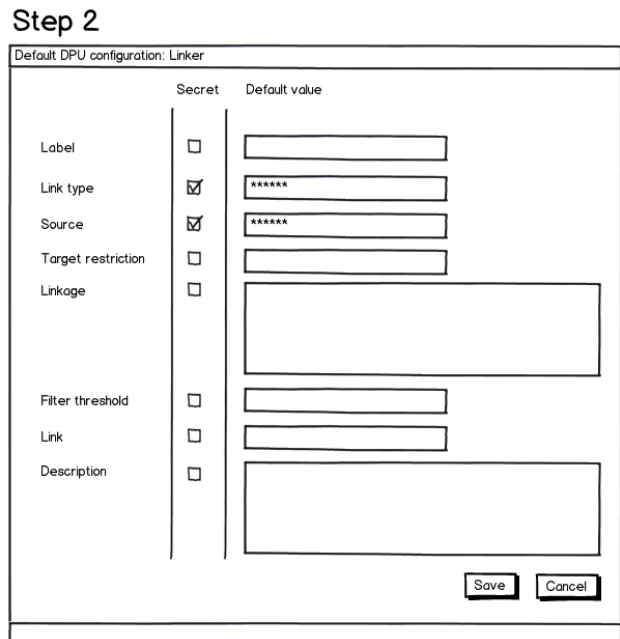 Step 2
Default DPU configuration: Linker
Secret Default value
Label
Link type ******
Source ******
Target restriction
Linkage
Filter threshold
Link
Description
Save Cancel